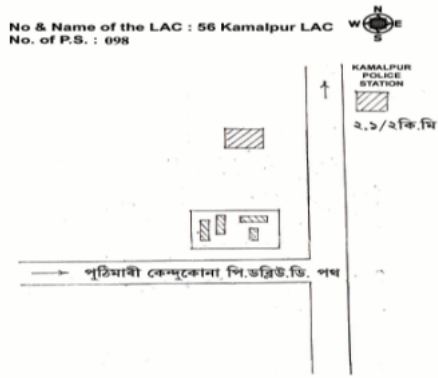 No & Name of the LAC : 56 Kamalpur LAC
No. of P.S. : 098
N
W E
S
KAMALPUR
POLICE
STATION
২.১/২কি.মি
পুঠিমাৰী কেন্দুকোনা পি.ডব্লিউ.ডি. পথ